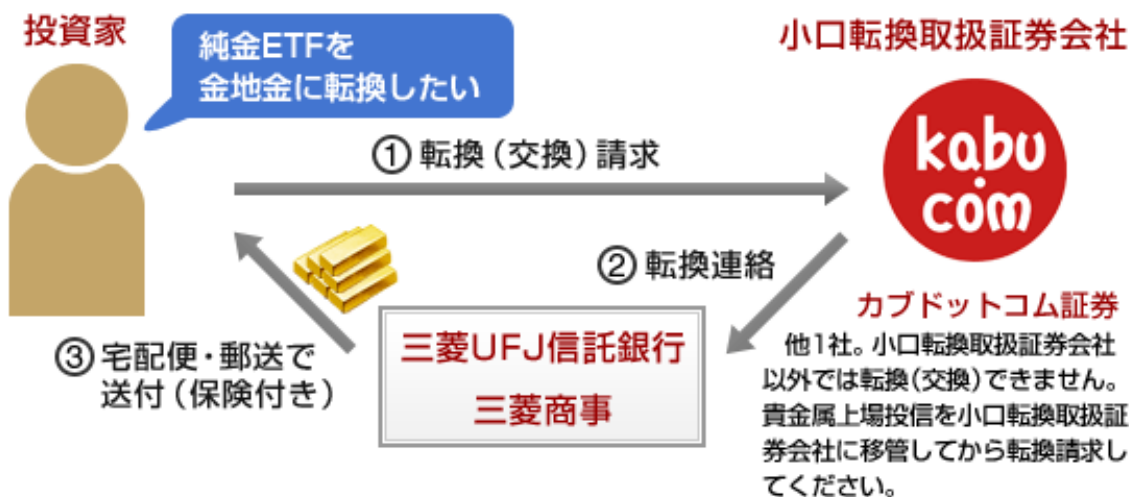 投資家
純金ETFを
金地金に転換したい
小口転換取扱証券会社
① 転換（交換）請求
kabu
.com
② 転換連絡
カブドットコム証券
他1社。小口転換取扱証券会社
以外では転換（交換）できません。
貴金属上場投信を小口転換取扱証
券会社に移管してから転換請求し
てください。
三菱UFJ信託銀行
三菱商事
③ 宅配便・郵送で
送付（保険付き）